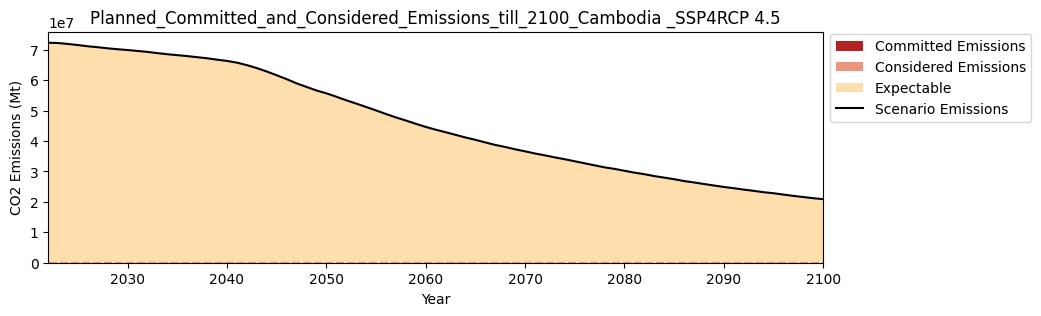 Planned_Committed_and_Considered_Emissions_till_2100_Cambodia _SSP4RCP 4.5
1e7
7
6
5
4
3
2
1
0
CO2 Emissions (Mt)
2030 2040 2050 2060 2070 2080 2090 2100
Year
Committed Emissions
Considered Emissions
Expectable
Scenario Emissions